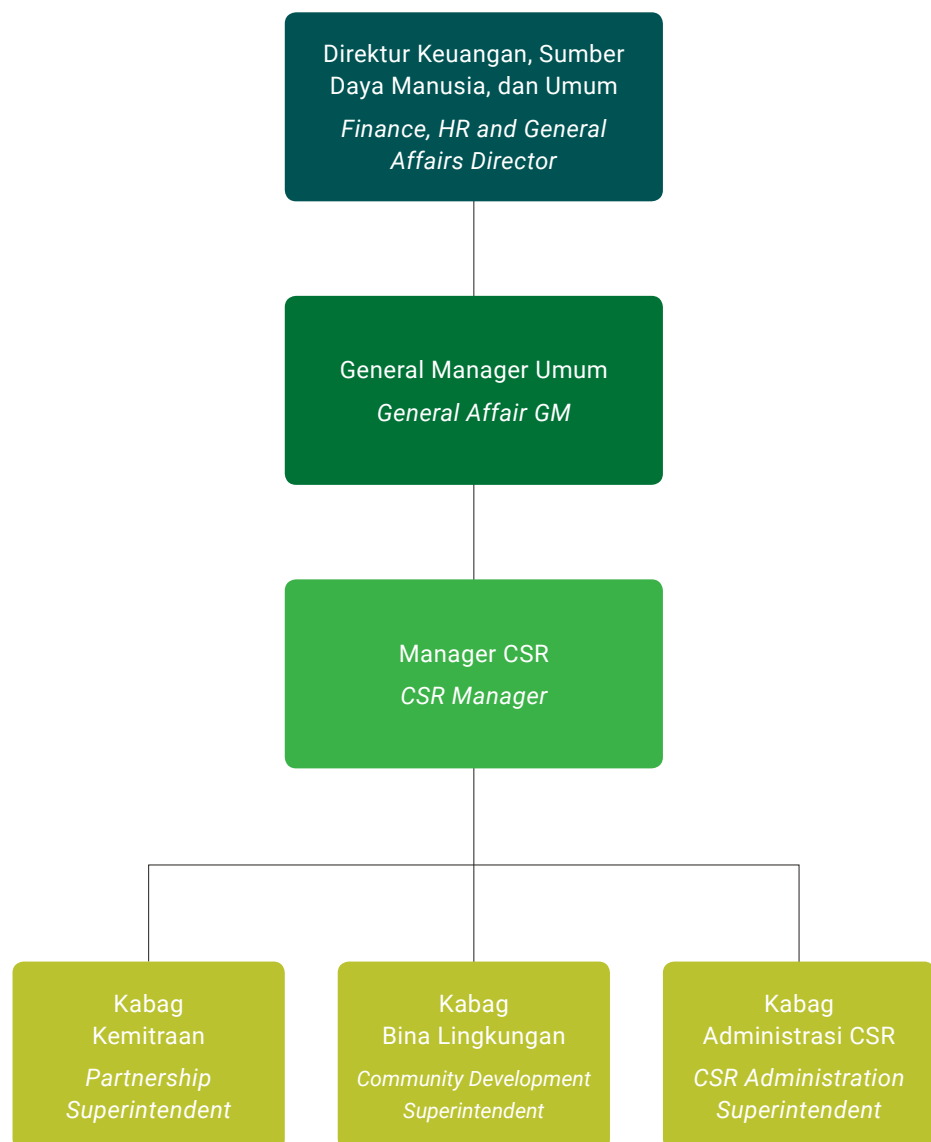 Direktur Keuangan, Sumber
Daya Manusia, dan Umum
Finance, HR and General
Affairs Director
General Manager Umum
General Affair GM
Manager CSR
CSR Manager
Kabag
Kemitraan
Partnership
Superintendent
Kabag
Bina Lingkungan
Community Development
Superintendent
Kabag
Administrasi CSR
CSR Administration
Superintendent